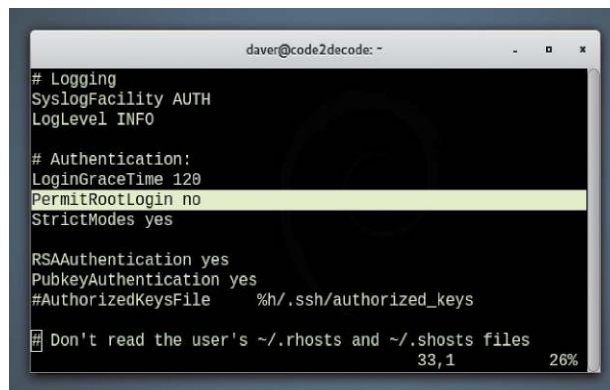 daver@code2decode: ~
# Logging
SyslogFacility AUTH
LogLevel INFO
# Authentication:
LoginGraceTime 120
PermitRootLogin no
StrictModes yes
RSAAuthentication yes
PubkeyAuthentication yes
#AuthorizedKeysFile     %h/.ssh/authorized_keys
# Don't read the user's ~/.rhosts and ~/.shosts files
33,1          26%